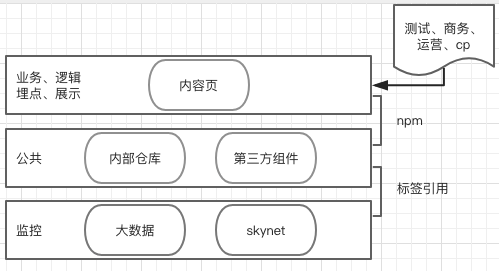 测试、商务、
运营、cp
业务、逻辑
埋点、展示
内容页
npm
公共
内部仓库
第三方组件
标签引用
监控
大数据
skynet